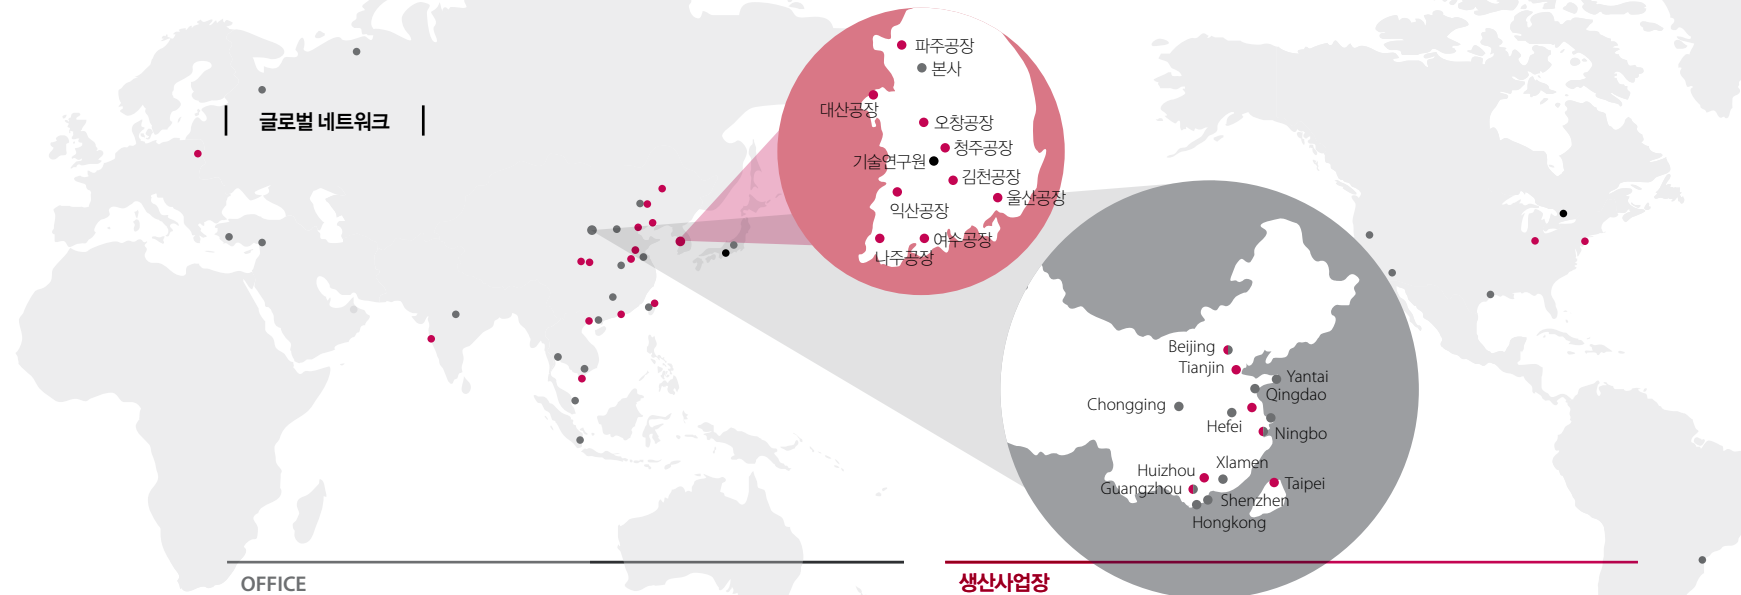 글로벌 네트워크
파주공장
본사
대산공장
오창공장
청주공장
기술연구원
김천공장
울산공장
익산공장
여수공장
나주공장
Beijing
Tianjin
Yantai
Qingdao
Chongging
Hefei
Ningbo
Xlamen
Huizhou
Guangzhou
Taipei
Shenzhen
Hongkong
OFFICE
생산사업장